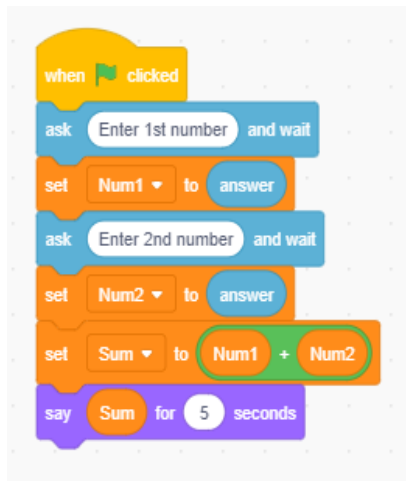 when clicked
ask Enter 1st number and wait
set Num1 to answer
ask Enter 2nd number and wait
set Num2 to answer
set Sum to Num1 + Num2
say Sum for 5 seconds